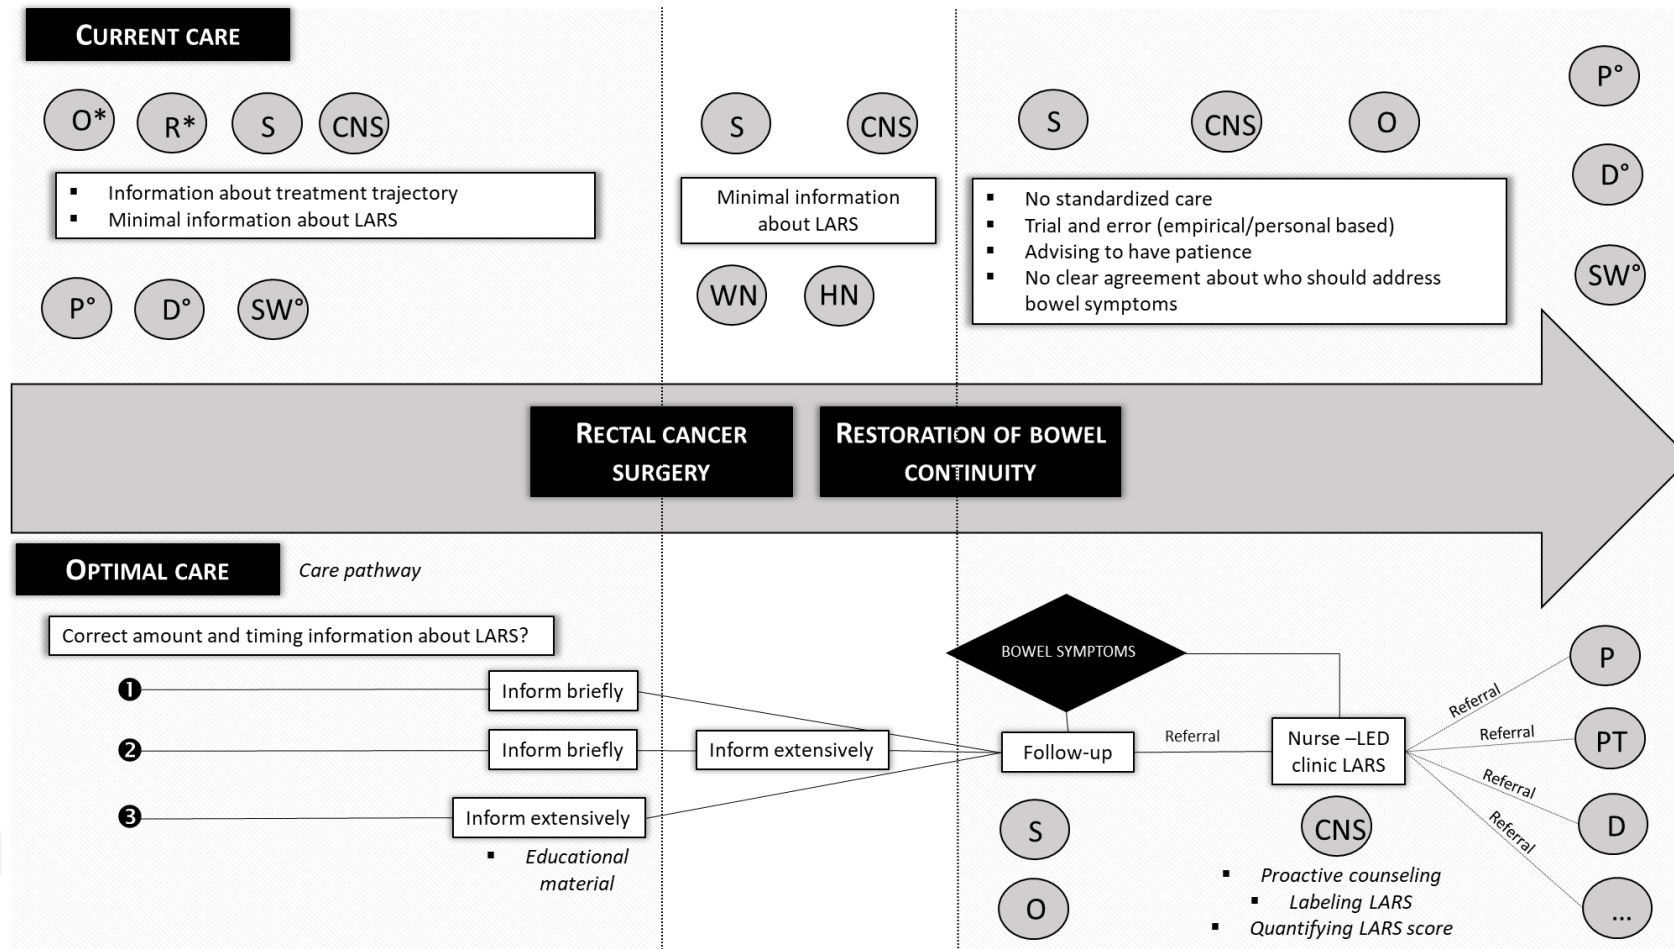 CURRENT CARE
O*
R*
S
CNS
▪ Information about treatment trajectory
▪ Minimal information about LARS
P°
D°
SW°
S
CNS
Minimal information
about LARS
WN
HN
S
CNS
O
▪ No standardized care
▪ Trial and error (empirical/personal based)
▪ Advising to have patience
▪ No clear agreement about who should address
bowel symptoms
P°
D°
SW°
RECTAL CANCER
SURGERY
RESTORATION OF BOWEL
CONTINUITY
OPTIMAL CARE
Care pathway
Correct amount and timing information about LARS?
❶
Inform briefly
❷
Inform briefly
Inform extensively
❸
Inform extensively
▪ Educational
material
BOWEL SYMPTOMS
Follow-up
Referral
Nurse –LED
clinic LARS
S
O
CNS
▪ Proactive counseling
▪ Labeling LARS
▪ Quantifying LARS score
Referral
P
Referral
PT
Referral
D
Referral
...